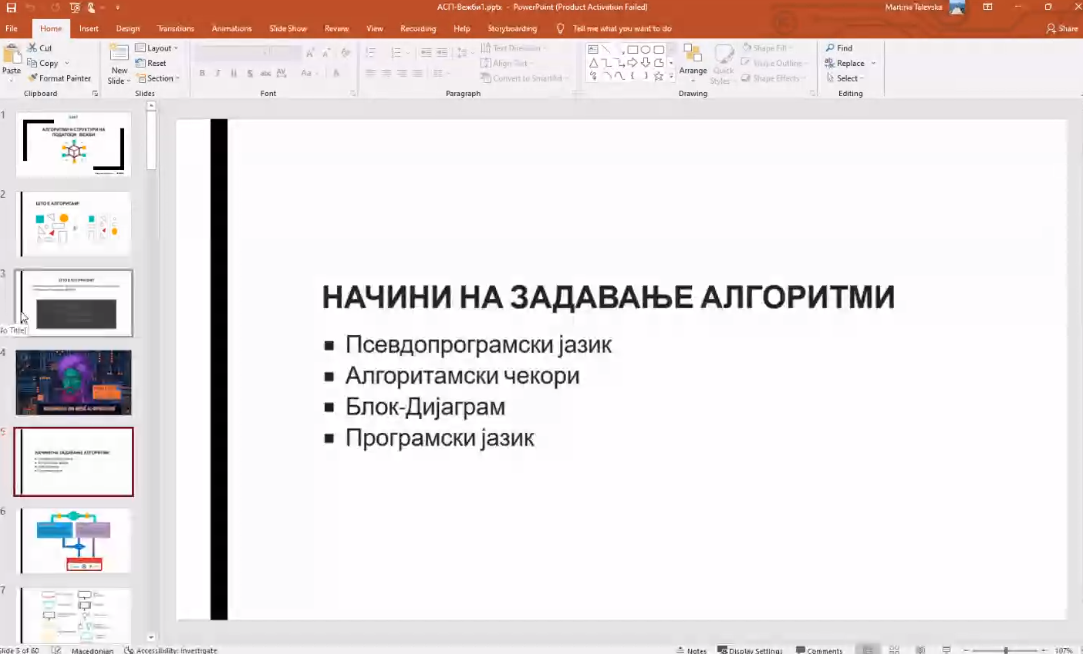 АСП-Вежби1.pptx - PowerPoint (Product Activation Failed)
File Home Insert Design Transitions Animations Slide Show Review View Recording Help Storyboarding Tell me what you want to do Share
Paste Cut Copy Format Painter
New Slide Layout Reset Section
Text Direction Align Text Convert to SmartArt
Arrange Quick Styles Shape Fill Shape Outline Shape Effects
Find Replace Select
Clipboard Slides Font Paragraph Drawing Editing
1
АЛГОРИТМИ И СТРУКТУРИ НА
ПОДАТОЦИ
2
ШТО Е АЛГОРИТАМ?
3
4
5
НАЧИНИ НА ЗАДАВАЊЕ АЛГОРИТМИ
6
7
НАЧИНИ НА ЗАДАВАЊЕ АЛГОРИТМИ
▪ Псевдопрограмски јазик
▪ Алгоритамски чекори
▪ Блок-Дијаграм
▪ Програмски јазик
Slide 5 of 60 Macedonian Accessibility: Investigate Notes Display Settings Comments 107%